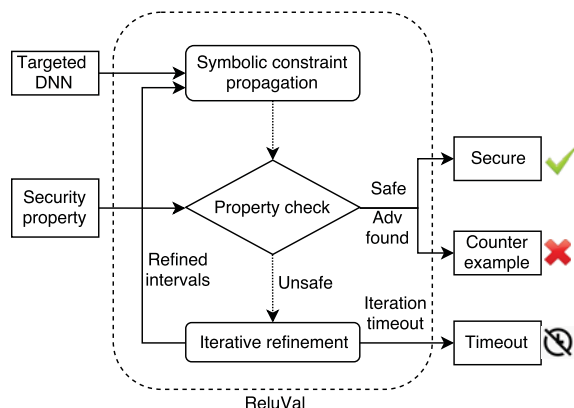 Targeted
DNN
Symbolic constraint
propagation
Security
property
Property check
Safe
Adv
found
Secure
Counter
example
Refined
intervals
Unsafe
Iteration
timeout
Iterative refinement
Timeout
ReluVal